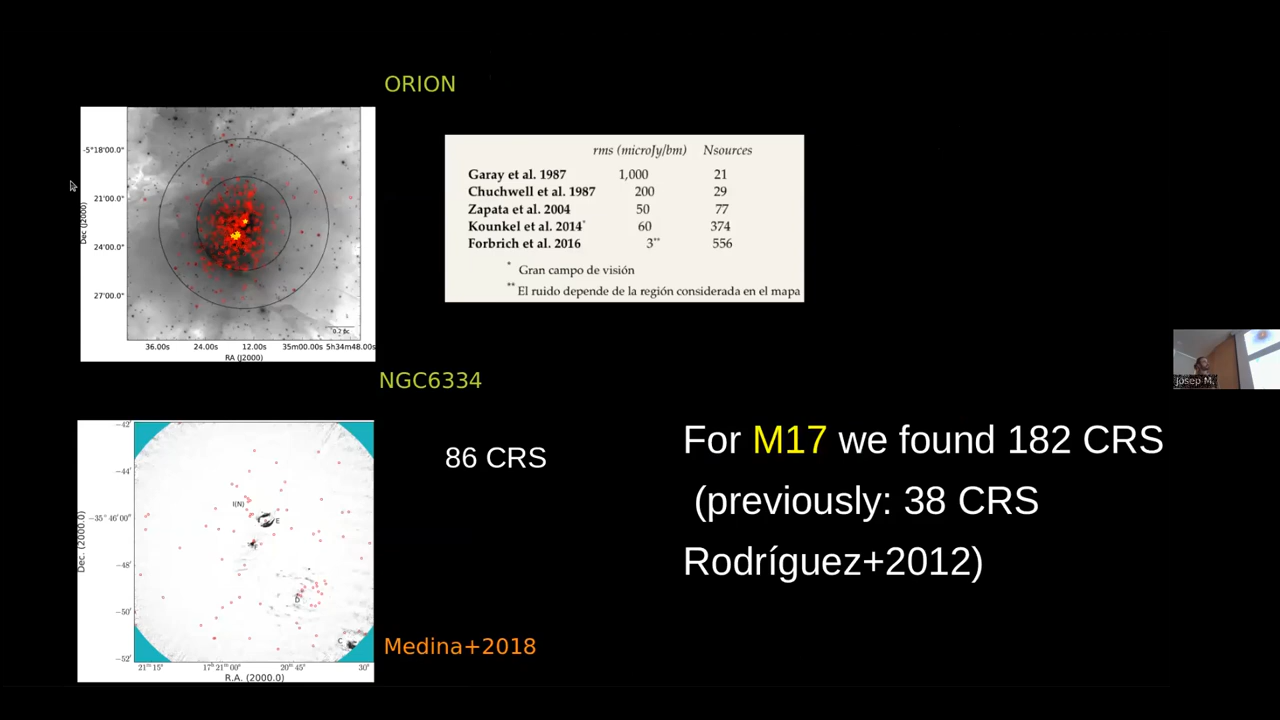 ORION
-5°18'00.0"
21'00.0"
24'00.0"
27'00.0"
Dec (J2000)
0.2 pc
36.00s 24.00s 12.00s 35m00.00s 5h34m48.00s
RA (J2000)
rms (microJy/bm) Nsources
Garay et al. 1987 1,000 21
Chuchwell et al. 1987 200 29
Zapata et al. 2004 50 77
Kounkel et al. 2014* 60 374
Forbrich et al. 2016 3** 556
* Gran campo de visión
** El ruido depende de la región considerada en el mapa
Josep M.
NGC6334
86 CRS
−42'
−44'
−35° 46'00"
−48'
−50'
−52'
Dec. (2000.0)
I(N)
E
D
C
21ᵐ 15ˢ 17ʰ 21ᵐ 00ˢ 20ᵐ 45ˢ 30ˢ
R.A. (2000.0)
Medina+2018
For M17 we found 182 CRS
(previously: 38 CRS
Rodríguez+2012)